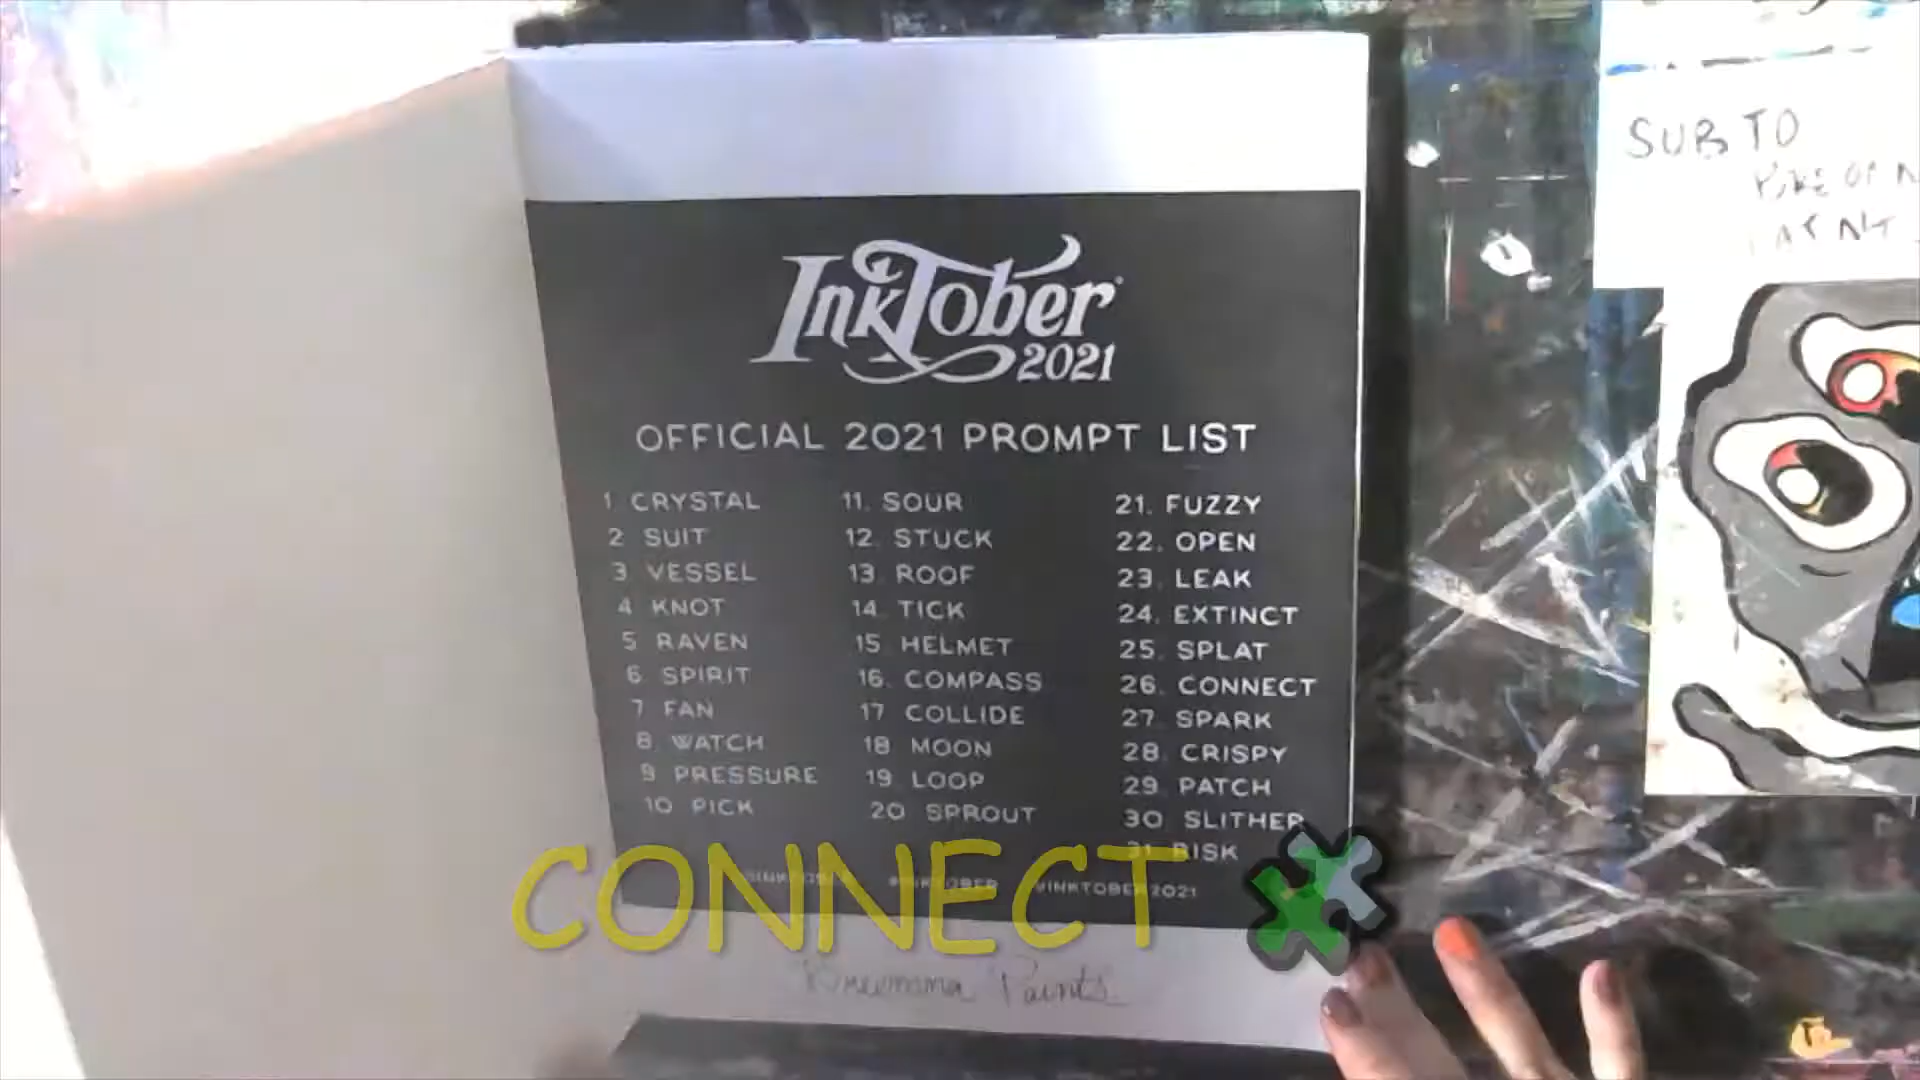 InkTober
2021
OFFICIAL 2021 PROMPT LIST
1 CRYSTAL
2 SUIT
3 VESSEL
4 KNOT
5 RAVEN
6 SPIRIT
7 FAN
8 WATCH
9 PRESSURE
10 PICK
11. SOUR
12 STUCK
13 ROOF
14 TICK
15 HELMET
16. COMPASS
17 COLLIDE
18 MOON
19 LOOP
20 SPROUT
21. FUZZY
22. OPEN
23. LEAK
24. EXTINCT
25. SPLAT
26. CONNECT
27. SPARK
28. CRISPY
29. PATCH
30 SLITHER
31 RISK
#INKTOBER #INKTOBER2021
CONNECT
Paints
SUB TO